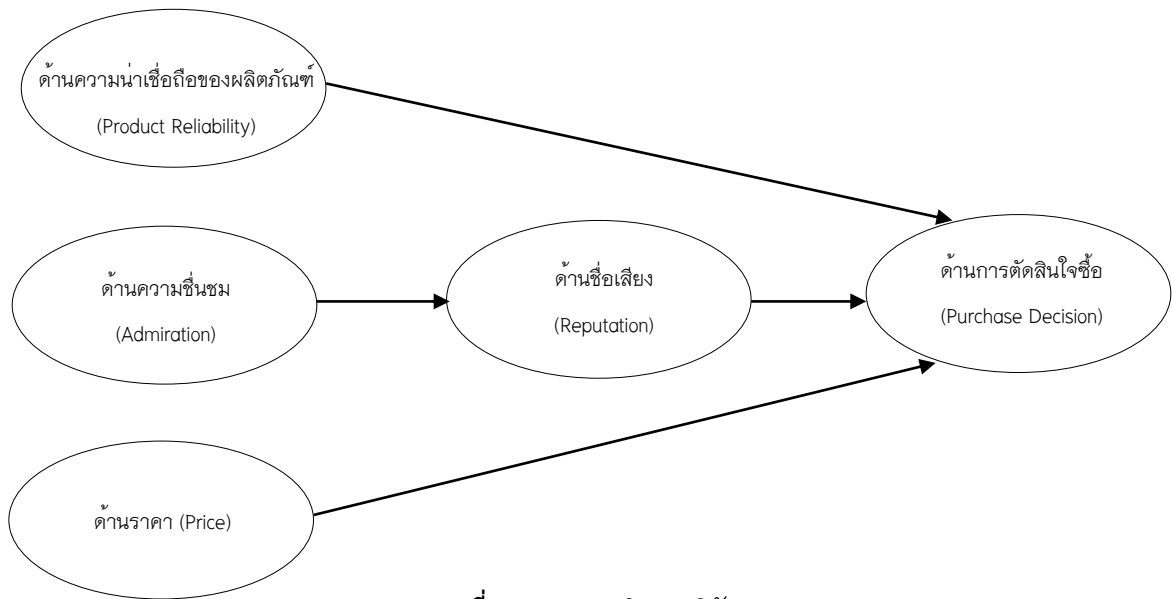 ด้านความน่าเชื่อถือของผลิตภัณฑ์
(Product Reliability)
ด้านความชื่นชม
(Admiration)
ด้านชื่อเสียง
(Reputation)
ด้านการตัดสินใจซื้อ
(Purchase Decision)
ด้านราคา (Price)